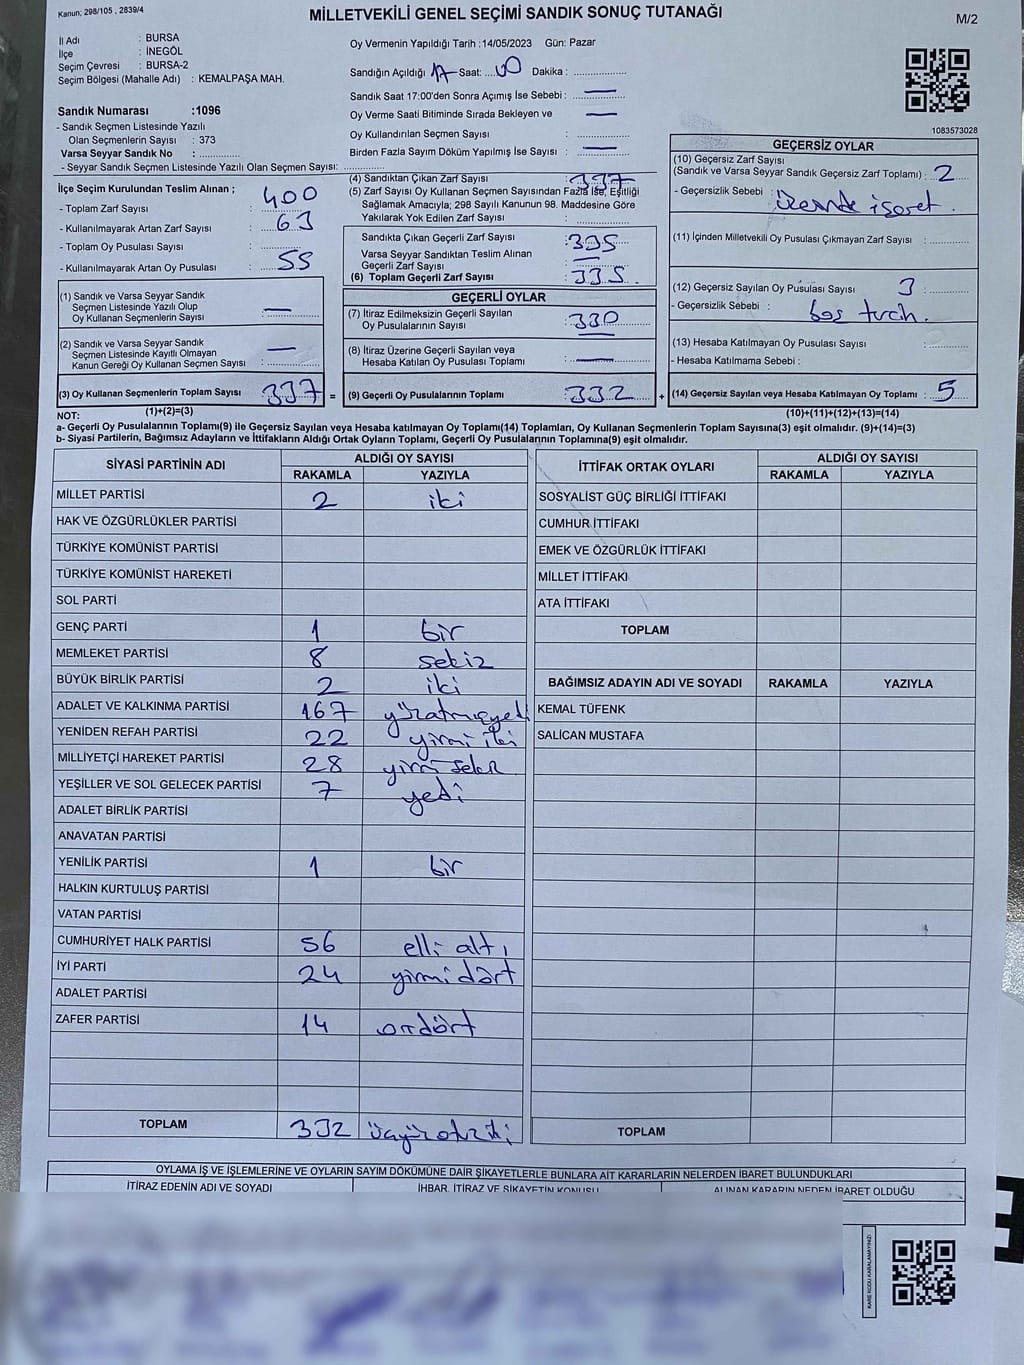 Kanun; 298/105 , 2839/4
MİLLETVEKİLİ GENEL SEÇİMİ SANDIK SONUÇ TUTANAĞI
M/2
İl Adı : BURSA
İlçe : İNEGÖL
Seçim Çevresi : BURSA-2
Seçim Bölgesi (Mahalle Adı) : KEMALPAŞA MAH.
Sandık Numarası :1096
- Sandık Seçmen Listesinde Yazılı
Olan Seçmenlerin Sayısı : 373
Varsa Seyyar Sandık No : ..............
- Seyyar Sandık Seçmen Listesinde Yazılı Olan Seçmen Sayısı: ..............
Oy Vermenin Yapıldığı Tarih :14/05/2023 Gün: Pazar
Sandığın Açıldığı 17 Saat: 00 Dakika : ..............
Sandık Saat 17:00'den Sonra Açımış İse Sebebi : —
Oy Verme Saati Bitiminde Sırada Bekleyen ve —
Oy Kullandırılan Seçmen Sayısı : ..............
Birden Fazla Sayım Döküm Yapılmış İse Sayısı : —
1083573028
İlçe Seçim Kurulundan Teslim Alınan ;
- Toplam Zarf Sayısı : 400
- Kullanılmayarak Artan Zarf Sayısı : 63
- Toplam Oy Pusulası Sayısı : ..............
- Kullanılmayarak Artan Oy Pusulası : 55
(4) Sandıktan Çıkan Zarf Sayısı : 337
(5) Zarf Sayısı Oy Kullanan Seçmen Sayısından Fazla İse, Eşitliği
Sağlamak Amacıyla; 298 Sayılı Kanunun 98. Maddesine Göre
Yakılarak Yok Edilen Zarf Sayısı : ..............
Sandıkta Çıkan Geçerli Zarf Sayısı : 335
Varsa Seyyar Sandıktan Teslim Alınan
Geçerli Zarf Sayısı : —
(6) Toplam Geçerli Zarf Sayısı : 335
GEÇERSİZ OYLAR
(10) Geçersiz Zarf Sayısı
(Sandık ve Varsa Seyyar Sandık Geçersiz Zarf Toplamı) : 2
- Geçersizlik Sebebi : üzerinde işaret.
(11) İçinden Milletvekili Oy Pusulası Çıkmayan Zarf Sayısı : ..............
(12) Geçersiz Sayılan Oy Pusulası Sayısı : 3
- Geçersizlik Sebebi : boş tercih.
(13) Hesaba Katılmayan Oy Pusulası Sayısı : ..............
- Hesaba Katılmama Sebebi :
(14) Geçersiz Sayılan veya Hesaba Katılmayan Oy Toplamı : 5
(10)+(11)+(12)+(13)=(14)
(1) Sandık ve Varsa Seyyar Sandık
Seçmen Listesinde Yazılı Olup
Oy Kullanan Seçmenlerin Sayısı : —
(2) Sandık ve Varsa Seyyar Sandık
Seçmen Listesinde Kayıtlı Olmayan
Kanun Gereği Oy Kullanan Seçmen Sayısı : —
(3) Oy Kullanan Seçmenlerin Toplam Sayısı : 337 =
(1)+(2)=(3)
GEÇERLİ OYLAR
(7) İtiraz Edilmeksizin Geçerli Sayılan
Oy Pusulalarının Sayısı : 330
(8) İtiraz Üzerine Geçerli Sayılan veya
Hesaba Katılan Oy Pusulası Toplamı : —
(9) Geçerli Oy Pusulalarının Toplamı : 332 +
NOT:
a- Geçerli Oy Pusulalarının Toplamı(9) ile Geçersiz Sayılan veya Hesaba katılmayan Oy Toplamı(14) Toplamları, Oy Kullanan Seçmenlerin Toplam Sayısına(3) eşit olmalıdır. (9)+(14)=(3)
b- Siyasi Partilerin, Bağımsız Adayların ve İttifakların Aldığı Ortak Oyların Toplamı, Geçerli Oy Pusulalarının Toplamına(9) eşit olmalıdır.
SİYASİ PARTİNİN ADI ALDIĞI OY SAYISI
RAKAMLA YAZIYLA
MİLLET PARTİSİ 2 iki
HAK VE ÖZGÜRLÜKLER PARTİSİ
TÜRKİYE KOMÜNİST PARTİSİ
TÜRKİYE KOMÜNİST HAREKETİ
SOL PARTİ
GENÇ PARTİ 1 bir
MEMLEKET PARTİSİ 8 sekiz
BÜYÜK BİRLİK PARTİSİ 2 iki
ADALET VE KALKINMA PARTİSİ 167 yüzatmışyedi
YENİDEN REFAH PARTİSİ 22 yirmi iki
MİLLİYETÇİ HAREKET PARTİSİ 28 yirmi sekiz
YEŞİLLER VE SOL GELECEK PARTİSİ 7 yedi
ADALET BİRLİK PARTİSİ
ANAVATAN PARTİSİ
YENİLİK PARTİSİ 1 bir
HALKIN KURTULUŞ PARTİSİ
VATAN PARTİSİ
CUMHURİYET HALK PARTİSİ 56 elli altı
İYİ PARTİ 24 yirmidört
ADALET PARTİSİ
ZAFER PARTİSİ 14 ondört
TOPLAM 332 üçyüzotuziki
İTTİFAK ORTAK OYLARI ALDIĞI OY SAYISI
RAKAMLA YAZIYLA
SOSYALİST GÜÇ BİRLİĞİ İTTİFAKI
CUMHUR İTTİFAKI
EMEK VE ÖZGÜRLÜK İTTİFAKI
MİLLET İTTİFAKI
ATA İTTİFAKI
TOPLAM
BAĞIMSIZ ADAYIN ADI VE SOYADI RAKAMLA YAZIYLA
KEMAL TÜFENK
SALİCAN MUSTAFA
TOPLAM
OYLAMA İŞ VE İŞLEMLERİNE VE OYLARIN SAYIM DÖKÜMÜNE DAİR ŞİKAYETLERLE BUNLARA AİT KARARLARIN NELERDEN İBARET BULUNDUKLARI
İTİRAZ EDENİN ADI VE SOYADI İHBAR, İTİRAZ VE ŞİKAYETİN KONUSU ALINAN KARARIN NEDEN İBARET OLDUĞU
KARE KODU KARALAMAYINIZ!